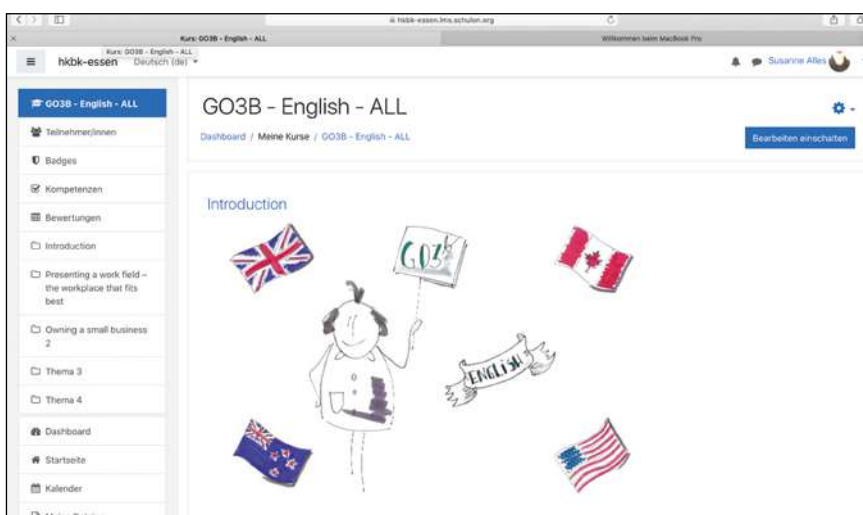 hkbk-essen.lms.schulon.org
Kurs: GO3B - English - ALL
Willkommen beim MacBook Pro
Kurs: GO3B - English - ALL
hkbk-essen Deutsch (de)
Susanne Alles
GO3B - English - ALL
Teilnehmer/innen
Badges
Kompetenzen
Bewertungen
Introduction
Presenting a work field –
the workplace that fits
best
Owning a small business
2
Thema 3
Thema 4
Dashboard
Startseite
Kalender
GO3B - English - ALL
Dashboard / Meine Kurse / GO3B - English - ALL
Bearbeiten einschalten
Introduction
GO3b
ENGLISH